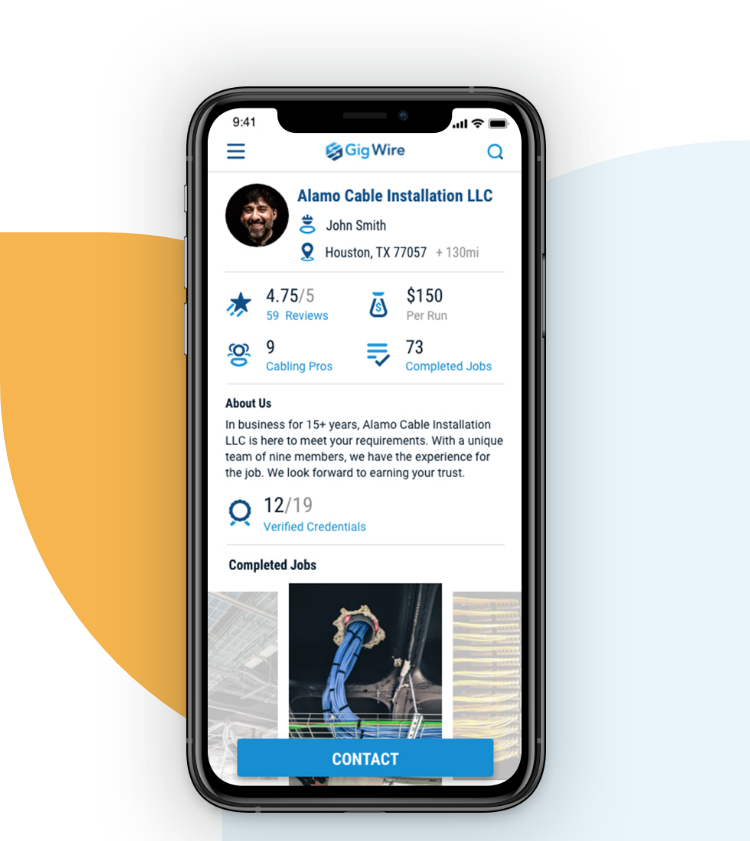 9:41
GigWire
Alamo Cable Installation LLC
John Smith
Houston, TX 77057 + 130mi
4.75/5
59 Reviews
$150
Per Run
9
Cabling Pros
73
Completed Jobs
About Us
In business for 15+ years, Alamo Cable Installation
LLC is here to meet your requirements. With a unique
team of nine members, we have the experience for
the job. We look forward to earning your trust.
12/19
Verified Credentials
Completed Jobs
CONTACT